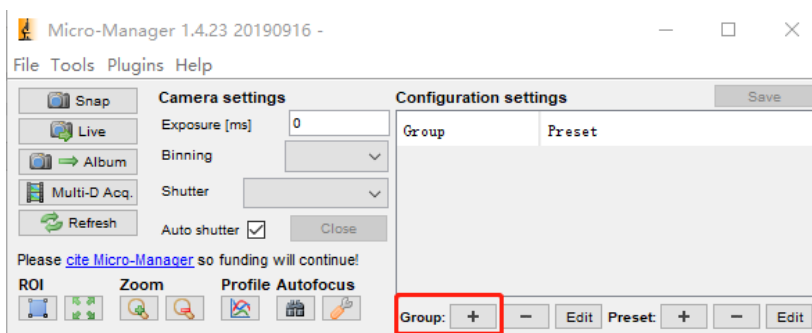 Micro-Manager 1.4.23 20190916 -
File Tools Plugins Help
Snap
Live
Album
Multi-D Acq.
Refresh
Camera settings
Exposure [ms] 0
Binning
Shutter
Auto shutter Close
Please cite Micro-Manager so funding will continue!
ROI Zoom Profile Autofocus
Configuration settings Save
Group Preset
Group: + - Edit Preset: + - Edit